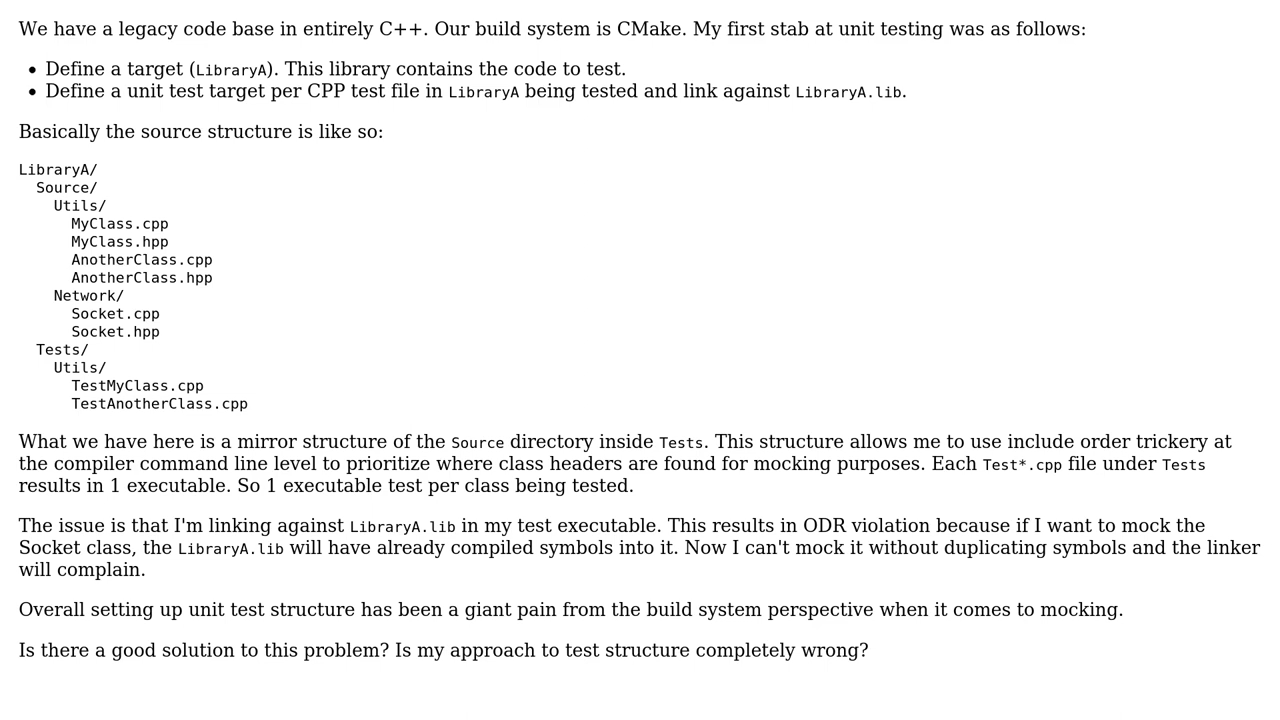 We have a legacy code base in entirely C++. Our build system is CMake. My first stab at unit testing was as follows:
• Define a target (LibraryA). This library contains the code to test.
• Define a unit test target per CPP test file in LibraryA being tested and link against LibraryA.lib.
Basically the source structure is like so:
LibraryA/
  Source/
    Utils/
      MyClass.cpp
      MyClass.hpp
      AnotherClass.cpp
      AnotherClass.hpp
    Network/
      Socket.cpp
      Socket.hpp
  Tests/
    Utils/
      TestMyClass.cpp
      TestAnotherClass.cpp
What we have here is a mirror structure of the Source directory inside Tests. This structure allows me to use include order trickery at
the compiler command line level to prioritize where class headers are found for mocking purposes. Each Test*.cpp file under Tests
results in 1 executable. So 1 executable test per class being tested.
The issue is that I'm linking against LibraryA.lib in my test executable. This results in ODR violation because if I want to mock the
Socket class, the LibraryA.lib will have already compiled symbols into it. Now I can't mock it without duplicating symbols and the linker
will complain.
Overall setting up unit test structure has been a giant pain from the build system perspective when it comes to mocking.
Is there a good solution to this problem? Is my approach to test structure completely wrong?